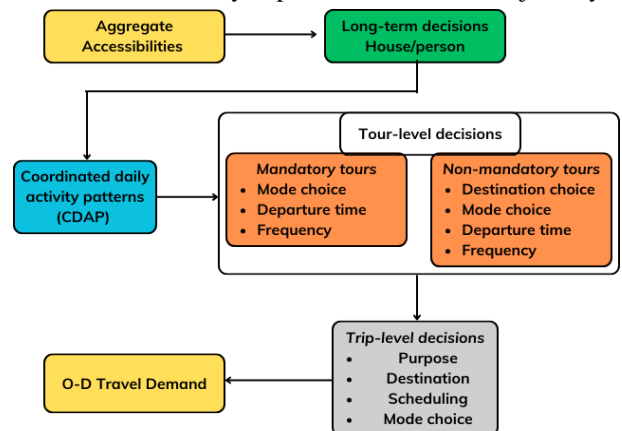 Aggregate
Accessibilities
Long-term decisions
House/person
Tour-level decisions
Coordinated daily
activity patterns
(CDAP)
Mandatory tours
• Mode choice
• Departure time
• Frequency
Non-mandatory tours
• Destination choice
• Mode choice
• Departure time
• Frequency
Trip-level decisions
• Purpose
• Destination
• Scheduling
• Mode choice
O-D Travel Demand